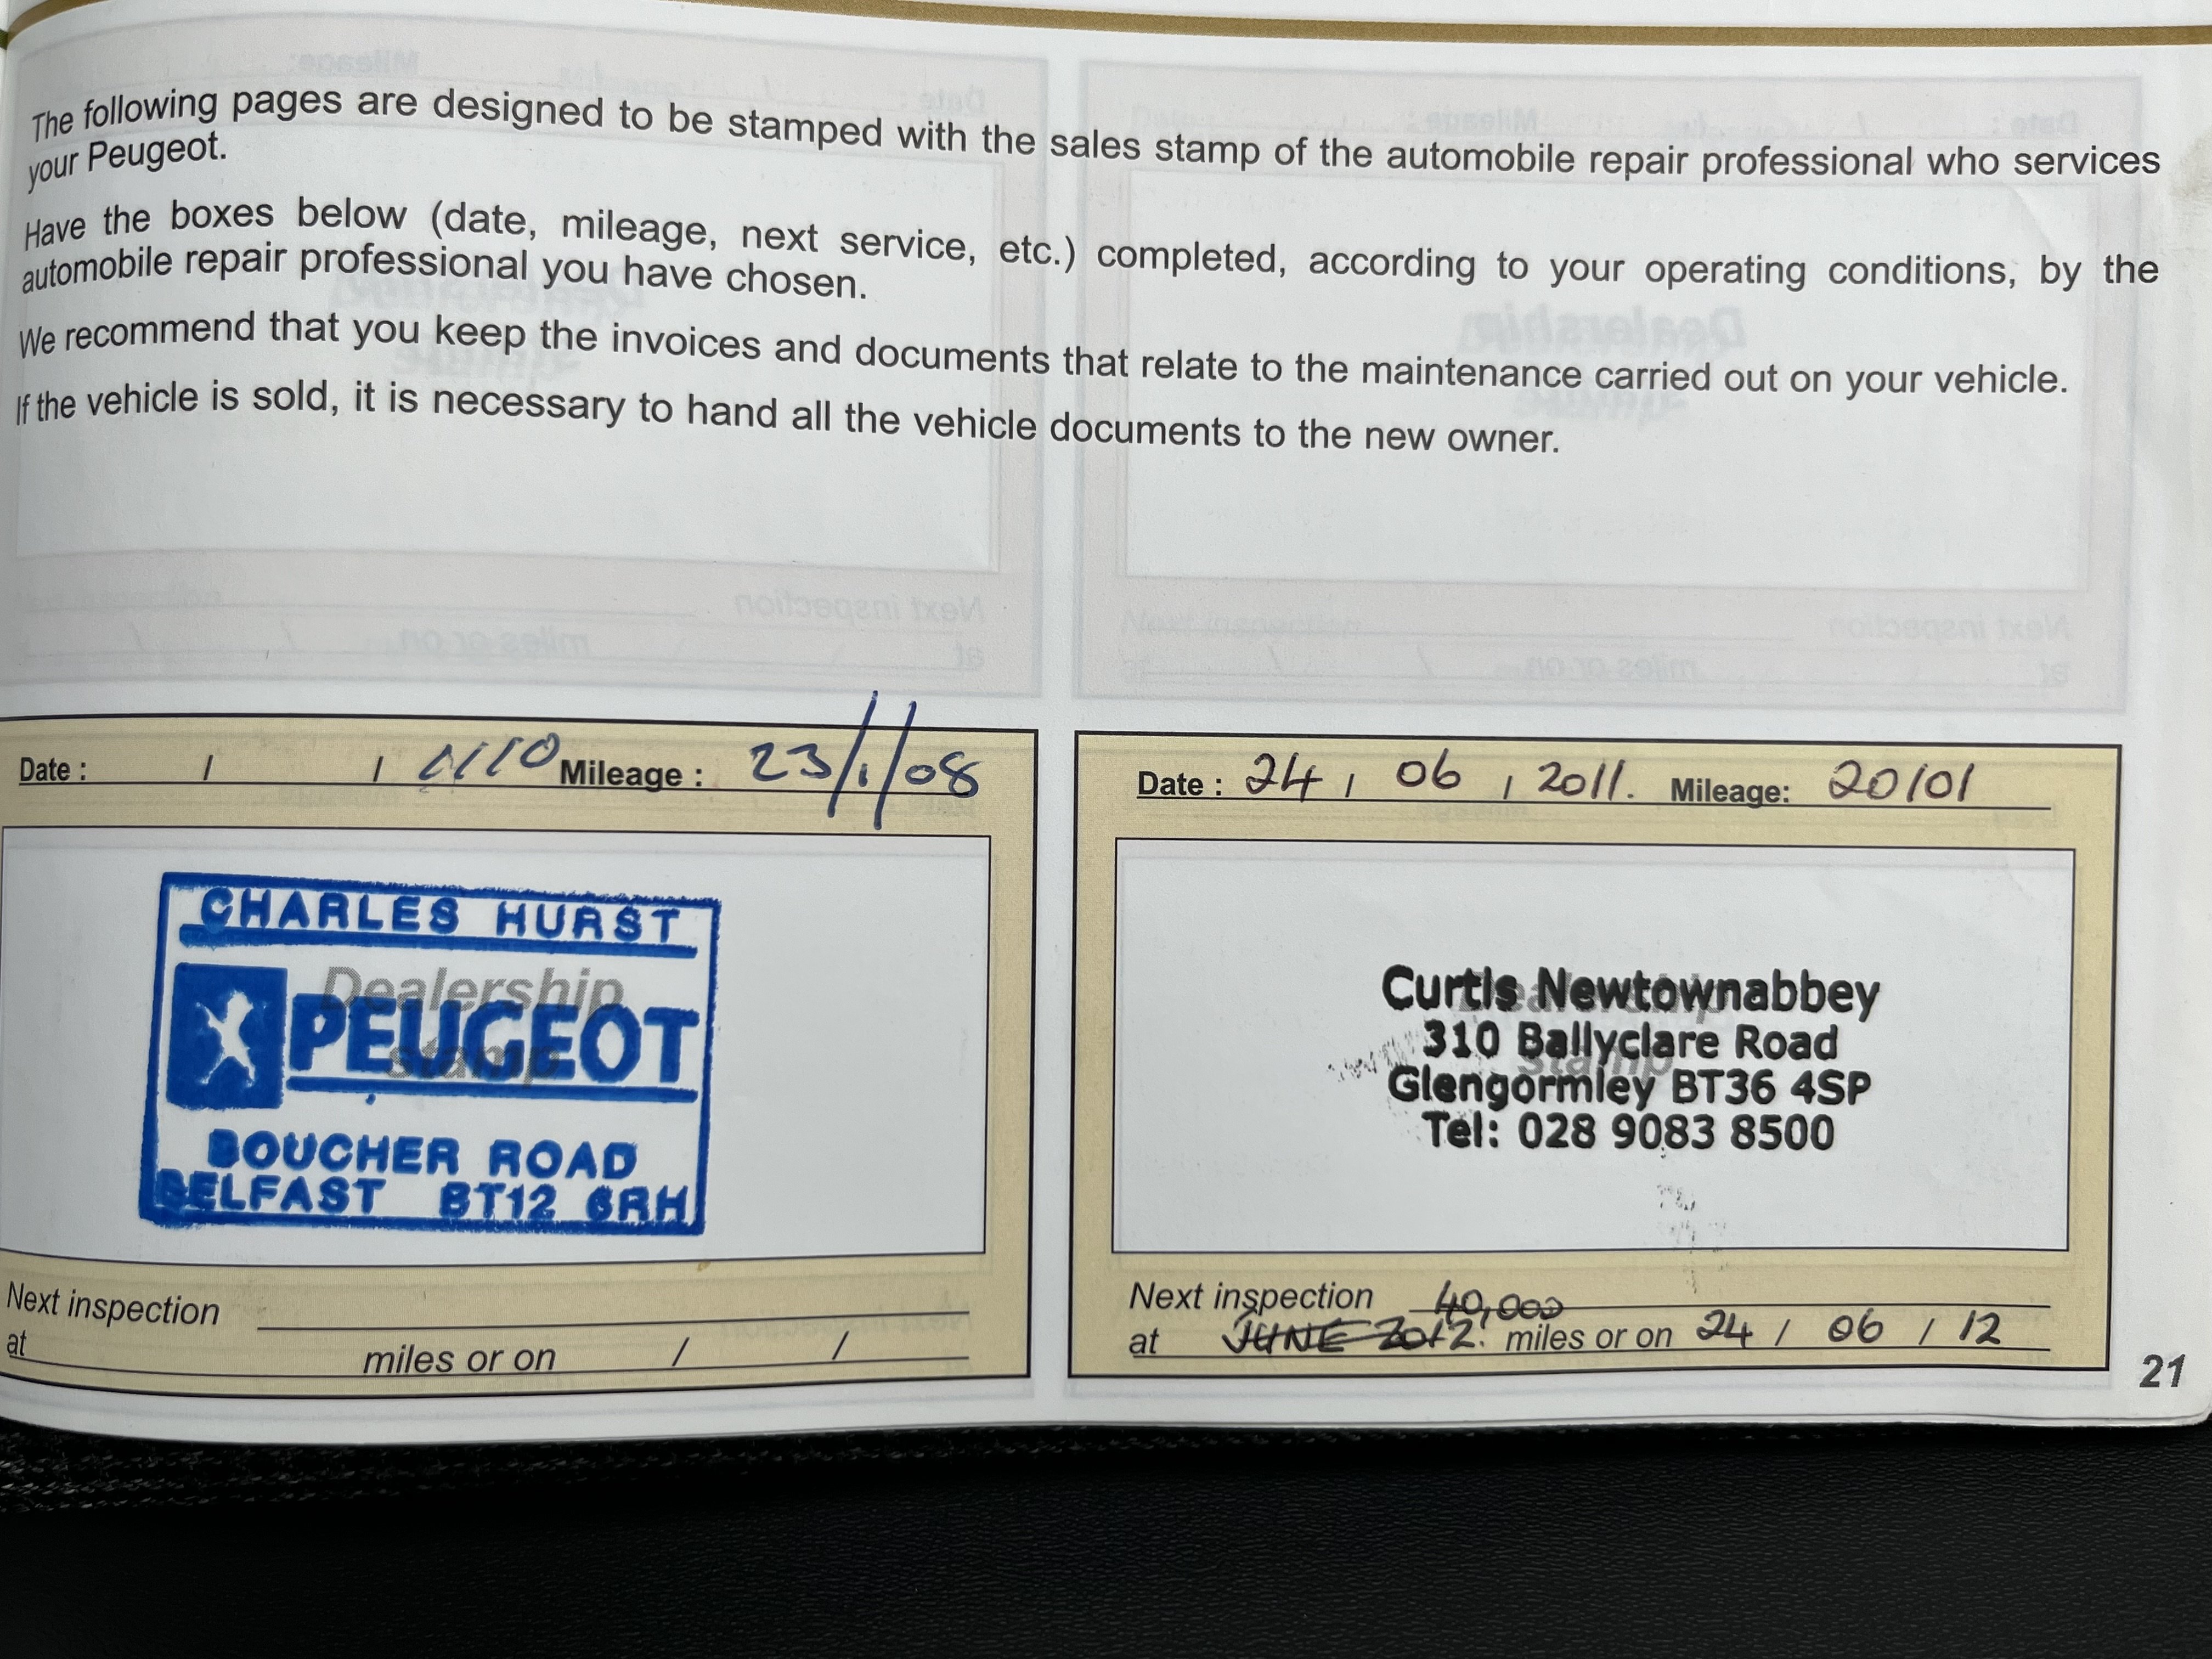 The following pages are designed to be stamped with the sales stamp of the automobile repair professional who services
your Peugeot.
Have the boxes below (date, mileage, next service, etc.) completed, according to your operating conditions, by the
automobile repair professional you have chosen.
We recommend that you keep the invoices and documents that relate to the maintenance carried out on your vehicle.
If the vehicle is sold, it is necessary to hand all the vehicle documents to the new owner.
Date : / / Mileage : 23/1/08
CHARLES HURST
Dealership
PEUGEOT
stamp
BOUCHER ROAD
BELFAST BT12 6RH
Next inspection
at miles or on / /
Date : 24 / 06 / 2011. Mileage: 20101
Curtis Newtownabbey
310 Ballyclare Road
Glengormley BT36 4SP
Tel: 028 9083 8500
Next inspection 40,000
at JUNE 2012. miles or on 24 / 06 / 12
21